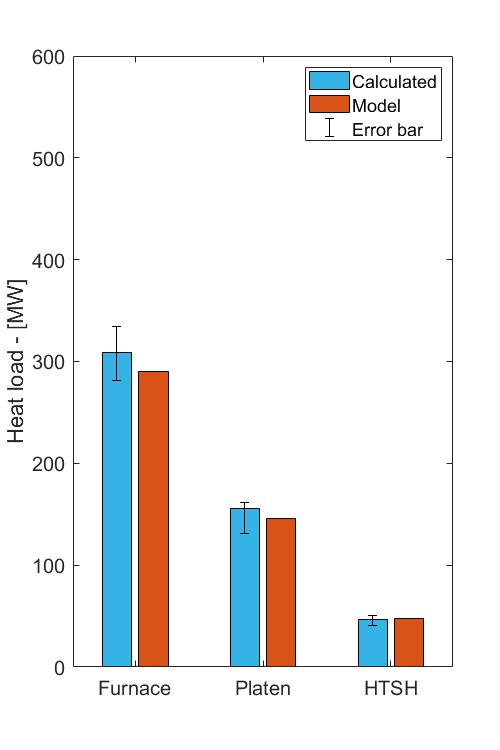 600
500
400
300
200
100
0
Heat load - [MW]
Calculated
Model
Error bar
Furnace Platen HTSH